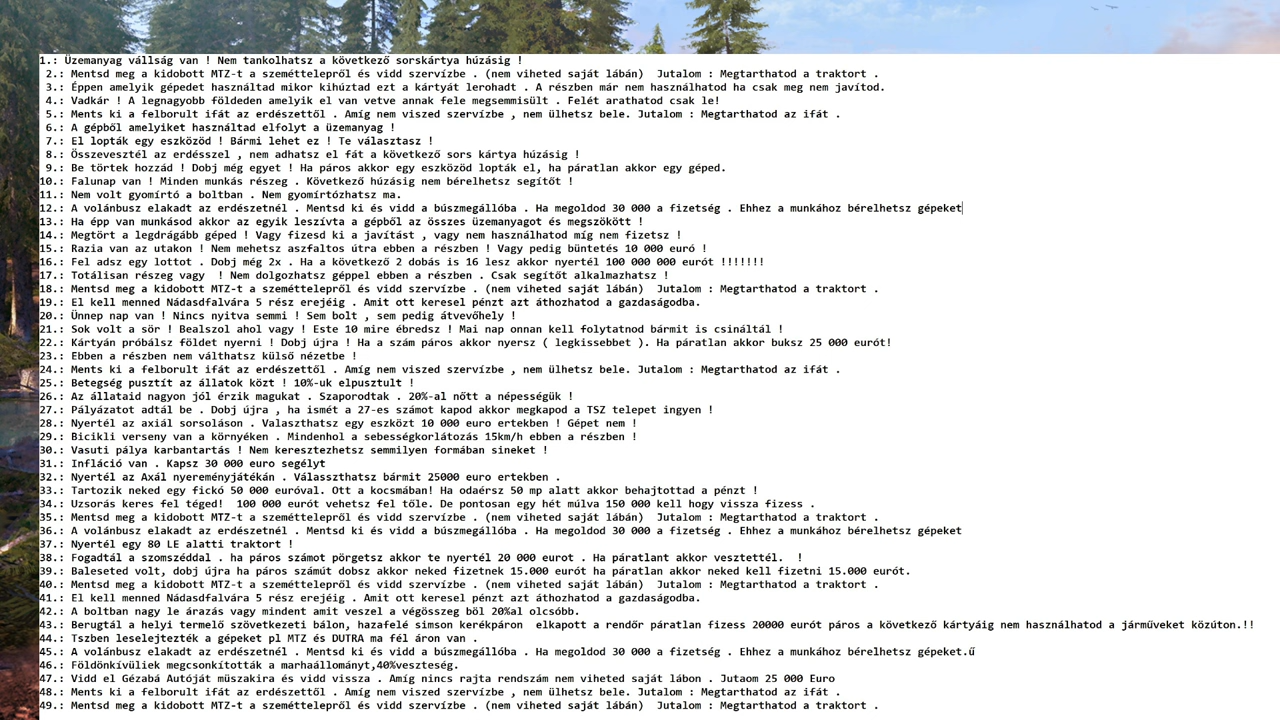 1.: Üzemanyag vállság van ! Nem tankolhatsz a következő sorskártya húzásig !
2.: Mentsd meg a kidobott MTZ-t a szeméttelepről és vidd szervízbe . (nem viheted saját lábán)  Jutalom : Megtarthatod a traktort .
3.: Éppen amelyik gépedet használtad mikor kihúztad ezt a kártyát lerohadt . A részben már nem használhatod ha csak meg nem javítod.
4.: Vadkár ! A legnagyobb földeden amelyik el van vetve annak fele megsemmisült . Felét arathatod csak le!
5.: Ments ki a felborult ifát az erdészettől . Amíg nem viszed szervízbe , nem ülhetsz bele. Jutalom : Megtarthatod az ifát .
6.: A gépből amelyiket használtad elfolyt a üzemanyag !
7.: El lopták egy eszközöd ! Bármi lehet ez ! Te választasz !
8.: Összevesztél az erdésszel , nem adhatsz el fát a következő sors kártya húzásig !
9.: Be törtek hozzád ! Dobj még egyet ! Ha páros akkor egy eszközöd lopták el, ha páratlan akkor egy géped.
10.: Falunap van ! Minden munkás részeg . Következő húzásig nem bérelhetsz segítőt !
11.: Nem volt gyomírtó a boltban . Nem gyomírtózhatsz ma.
12.: A volánbusz elakadt az erdészetnél . Mentsd ki és vidd a búszmegállóba . Ha megoldod 30 000 a fizetség . Ehhez a munkához bérelhetsz gépeket
13.: Ha épp van munkásod akkor az egyik leszívta a gépből az összes üzemanyagot és megszökött !
14.: Megtört a legdrágább géped ! Vagy fizesd ki a javítást , vagy nem használhatod míg nem fizetsz !
15.: Razia van az utakon ! Nem mehetsz aszfaltos útra ebben a részben ! Vagy pedig büntetés 10 000 euró !
16.: Fel adsz egy lottot . Dobj még 2x . Ha a következő 2 dobás is 16 lesz akkor nyertél 100 000 000 eurót !!!!!!!
17.: Totálisan részeg vagy  ! Nem dolgozhatsz géppel ebben a részben . Csak segítőt alkalmazhatsz !
18.: Mentsd meg a kidobott MTZ-t a szeméttelepről és vidd szervízbe . (nem viheted saját lábán)  Jutalom : Megtarthatod a traktort .
19.: El kell menned Nádasdfalvára 5 rész erejéig . Amit ott keresel pénzt azt áthozhatod a gazdaságodba.
20.: Ünnep nap van ! Nincs nyitva semmi ! Sem bolt , sem pedig átvevőhely !
21.: Sok volt a sör ! Bealszol ahol vagy ! Este 10 mire ébredsz ! Mai nap onnan kell folytatnod bármit is csináltál !
22.: Kártyán próbálsz földet nyerni ! Dobj újra ! Ha a szám páros akkor nyersz ( legkissebbet ). Ha páratlan akkor buksz 25 000 eurót!
23.: Ebben a részben nem válthatsz külső nézetbe !
24.: Ments ki a felborult ifát az erdészettől . Amíg nem viszed szervízbe , nem ülhetsz bele. Jutalom : Megtarthatod az ifát .
25.: Betegség pusztít az állatok közt ! 10%-uk elpusztult !
26.: Az állataid nagyon jól érzik magukat . Szaporodtak . 20%-al nőtt a népességük !
27.: Pályázatot adtál be . Dobj újra , ha ismét a 27-es számot kapod akkor megkapod a TSZ telepet ingyen !
28.: Nyertél az axiál sorsoláson . Valaszthatsz egy eszközt 10 000 euro ertekben ! Gépet nem !
29.: Bicikli verseny van a környéken . Mindenhol a sebességkorlátozás 15km/h ebben a részben !
30.: Vasuti pálya karbantartás ! Nem keresztezhetsz semmilyen formában sineket !
31.: Infláció van . Kapsz 30 000 euro segélyt
32.: Nyertél az Axál nyereményjátékán . Választhatsz bármit 25000 euro ertekben .
33.: Tartozik neked egy fickó 50 000 euróval. Ott a kocsmában! Ha odaérsz 50 mp alatt akkor behajtottad a pénzt !
34.: Uzsorás keres fel téged!  100 000 eurót vehetsz fel tőle. De pontosan egy hét múlva 150 000 kell hogy vissza fizess .
35.: Mentsd meg a kidobott MTZ-t a szeméttelepről és vidd szervízbe . (nem viheted saját lábán)  Jutalom : Megtarthatod a traktort .
36.: A volánbusz elakadt az erdészetnél . Mentsd ki és vidd a búszmegállóba . Ha megoldod 30 000 a fizetség . Ehhez a munkához bérelhetsz gépeket
37.: Nyertél egy 80 LE alatti traktort !
38.: Fogadtál a szomszéddal . ha páros számot pörgetsz akkor te nyertél 20 000 eurot . Ha páratlant akkor vesztettél.  !
39.: Baleseted volt, dobj újra ha páros számút dobsz akkor neked fizetnek 15.000 eurót ha páratlan akkor neked kell fizetni 15.000 eurót.
40.: Mentsd meg a kidobott MTZ-t a szeméttelepről és vidd szervízbe . (nem viheted saját lábán)  Jutalom : Megtarthatod a traktort .
41.: El kell menned Nádasdfalvára 5 rész erejéig . Amit ott keresel pénzt azt áthozhatod a gazdaságodba.
42.: A boltban nagy le árazás vagy mindent amit veszel a végösszeg böl 20%al olcsóbb.
43.: Berugtál a helyi termelő szövetkezeti bálon, hazafelé simson kerékpáron  elkapott a rendőr páratlan fizess 20000 eurót páros a következő kártyáig nem használhatod a járműveket közúton.!!
44.: Tszben leselejtezték a gépeket pl MTZ és DUTRA ma fél áron van .
45.: A volánbusz elakadt az erdészetnél . Mentsd ki és vidd a búszmegállóba . Ha megoldod 30 000 a fizetség . Ehhez a munkához bérelhetsz gépeket.ű
46.: Földönkívüliek megcsonkították a marhaállományt,40%veszteség.
47.: Vidd el Gézabá Autóját müszakira és vidd vissza . Amíg nincs rajta rendszám nem viheted saját lábon . Jutaom 25 000 Euro
48.: Ments ki a felborult ifát az erdészettől . Amíg nem viszed szervízbe , nem ülhetsz bele. Jutalom : Megtarthatod az ifát .
49.: Mentsd meg a kidobott MTZ-t a szeméttelepről és vidd szervízbe . (nem viheted saját lábán)  Jutalom : Megtarthatod a traktort .